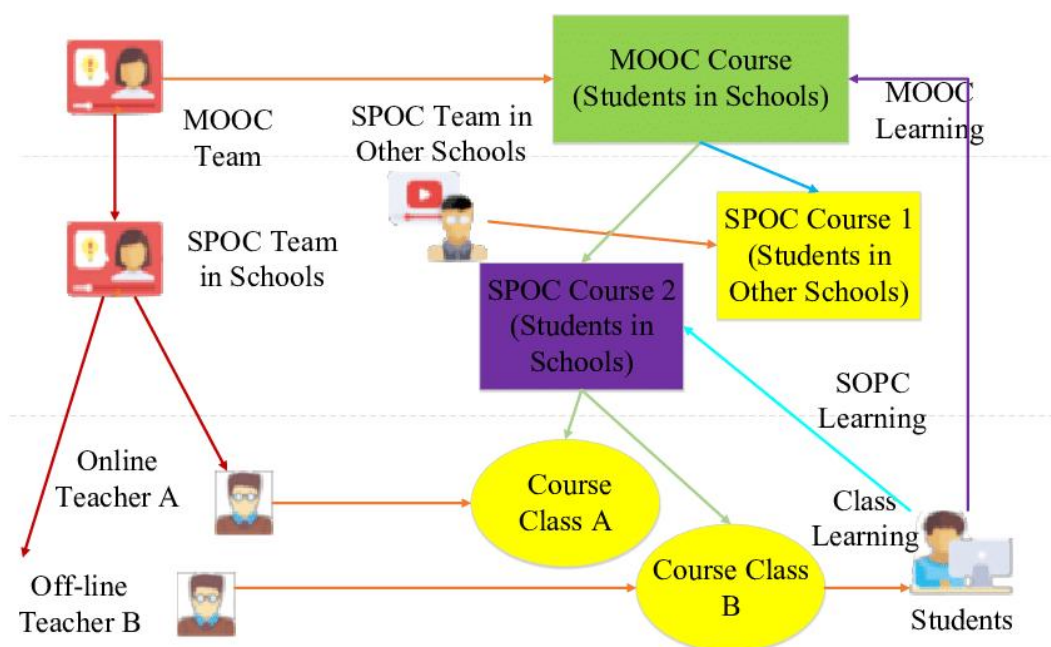 MOOC Course
(Students in Schools)
MOOC
Team
SPOC Team in
Other Schools
MOOC
Learning
SPOC Team
in Schools
SPOC Course 1
(Students in
Other Schools)
SPOC Course 2
(Students in
Schools)
SOPC
Learning
Online
Teacher A
Course
Class A
Class
Learning
Off-line
Teacher B
Course Class
B
Students